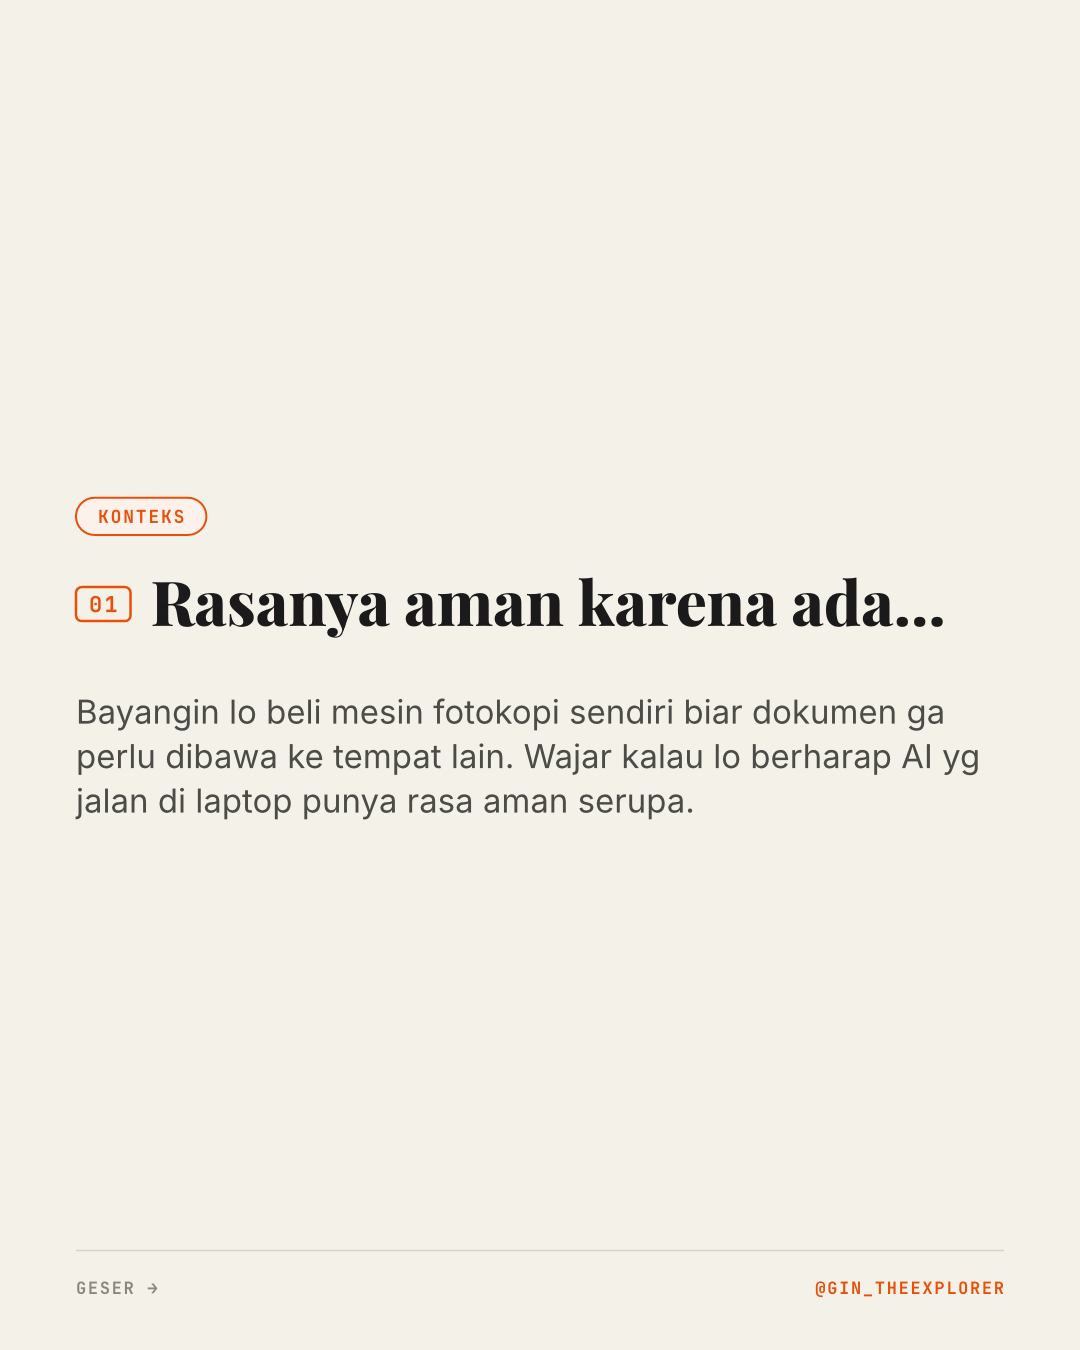 KONTEKS
01 Rasanya aman karena ada...
Bayangin lo beli mesin fotokopi sendiri biar dokumen ga
perlu dibawa ke tempat lain. Wajar kalau lo berharap AI yg
jalan di laptop punya rasa aman serupa.
GESER →
@GIN_THEEXPLORER